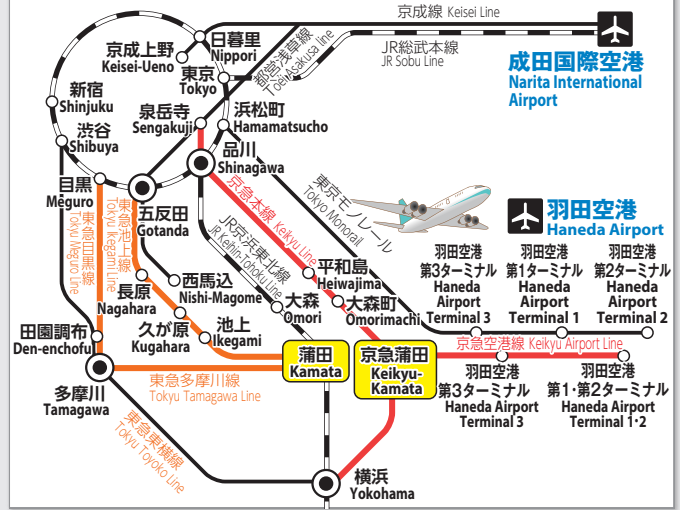 京成線 Keisei Line
京成上野
Keisei-Ueno
日暮里
Nippori
都営浅草線
Toei Asakusa line
JR総武本線
JR Sobu Line
成田国際空港
Narita International
Airport
東京
Tokyo
新宿
Shinjuku
泉岳寺
Sengakuji
浜松町
Hamamatsucho
渋谷
Shibuya
品川
Shinagawa
目黒
Meguro
東急目黒線
Tokyu Meguro Line
東急池上線
Tokyu Ikegami Line
五反田
Gotanda
JR京浜東北線
JR Keihin-Tohoku Line
京急本線 Keikyu Line
東京モノレール
Tokyo Monorail
羽田空港
Haneda Airport
西馬込
Nishi-Magome
平和島
Heiwajima
長原
Nagahara
大森
Omori
大森町
Omorimachi
羽田空港
第3ターミナル
Haneda
Airport
Terminal 3
羽田空港
第1ターミナル
Haneda
Airport
Terminal 1
羽田空港
第2ターミナル
Haneda
Airport
Terminal 2
久が原
Kugahara
池上
Ikegami
田園調布
Den-enchofu
蒲田
Kamata
京急蒲田
Keikyu-
Kamata
京急空港線 Keikyu Airport Line
多摩川
Tamagawa
東急多摩川線
Tokyu Tamagawa Line
羽田空港
第3ターミナル
Haneda Airport
Terminal 3
羽田空港
第1・第2ターミナル
Haneda Airport
Terminal 1・2
東急東横線
Tokyu Toyoko Line
横浜
Yokohama